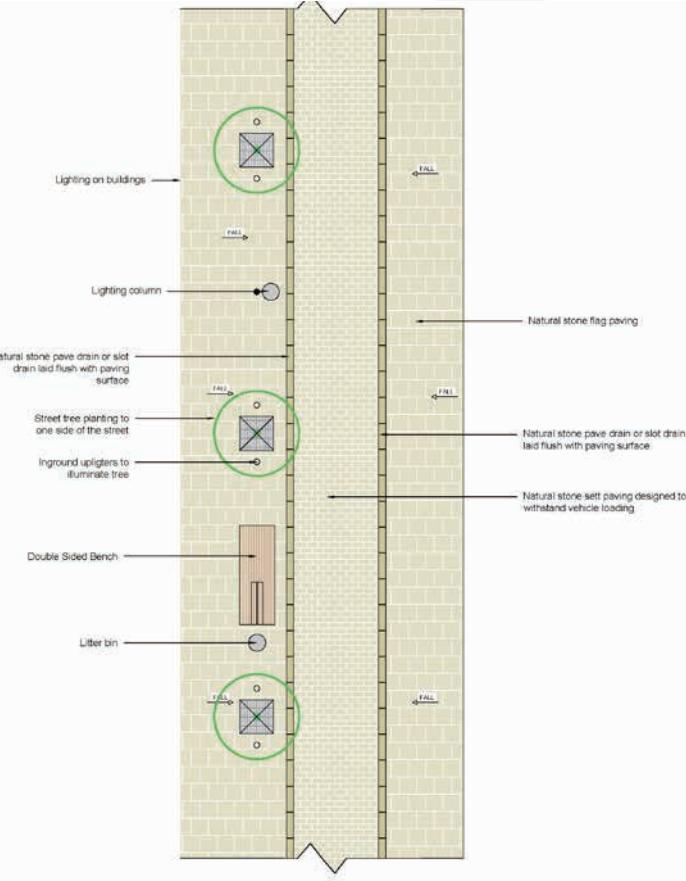 Lighting on buildings
FALL
FALL
Lighting column
Natural stone flag paving
atural stone pave drain or slot
drain laid flush with paving
surface
FALL
FALL
Street tree planting to
one side of the street
Natural stone pave drain or slot drain
laid flush with paving surface
Inground upligters to
illuminate tree
Natural stone sett paving designed to
withstand vehicle loading
Double Sided Bench
Litter bin
FALL
FALL